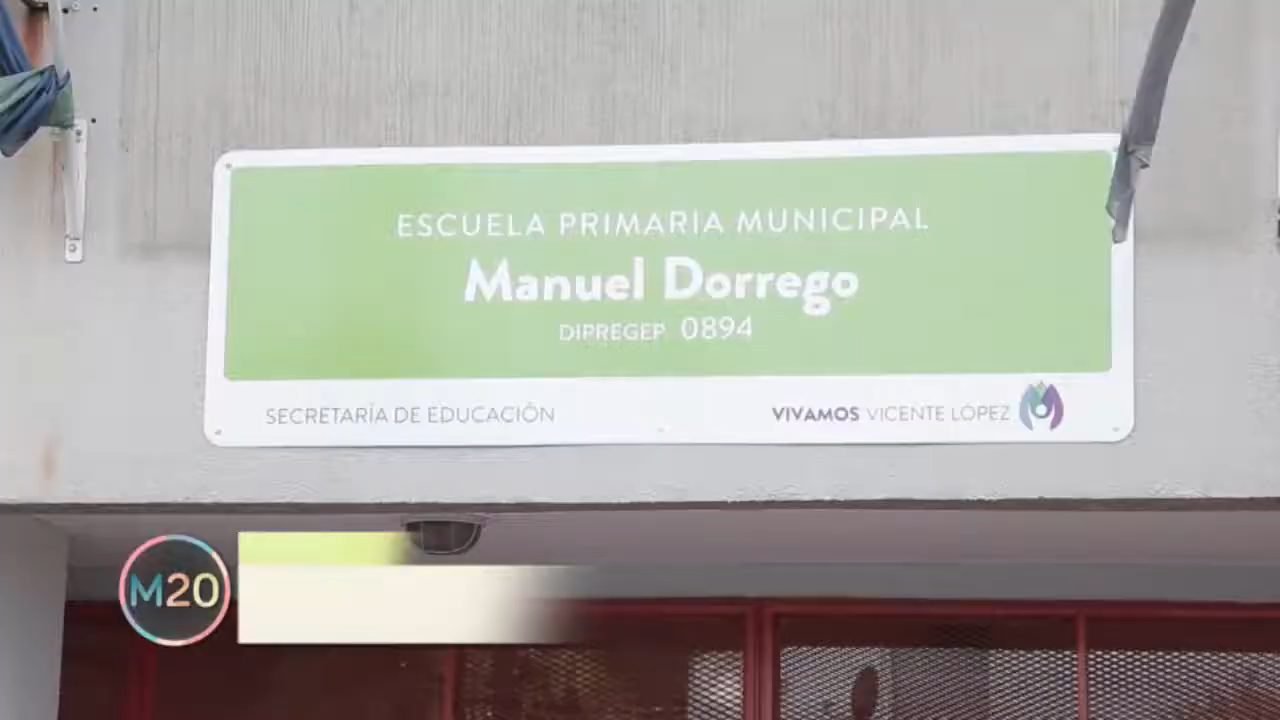 ESCUELA PRIMARIA MUNICIPAL
Manuel Dorrego
DIPREGEP 0894
SECRETARÍA DE EDUCACIÓN
VIVAMOS VICENTE LÓPEZ
M20